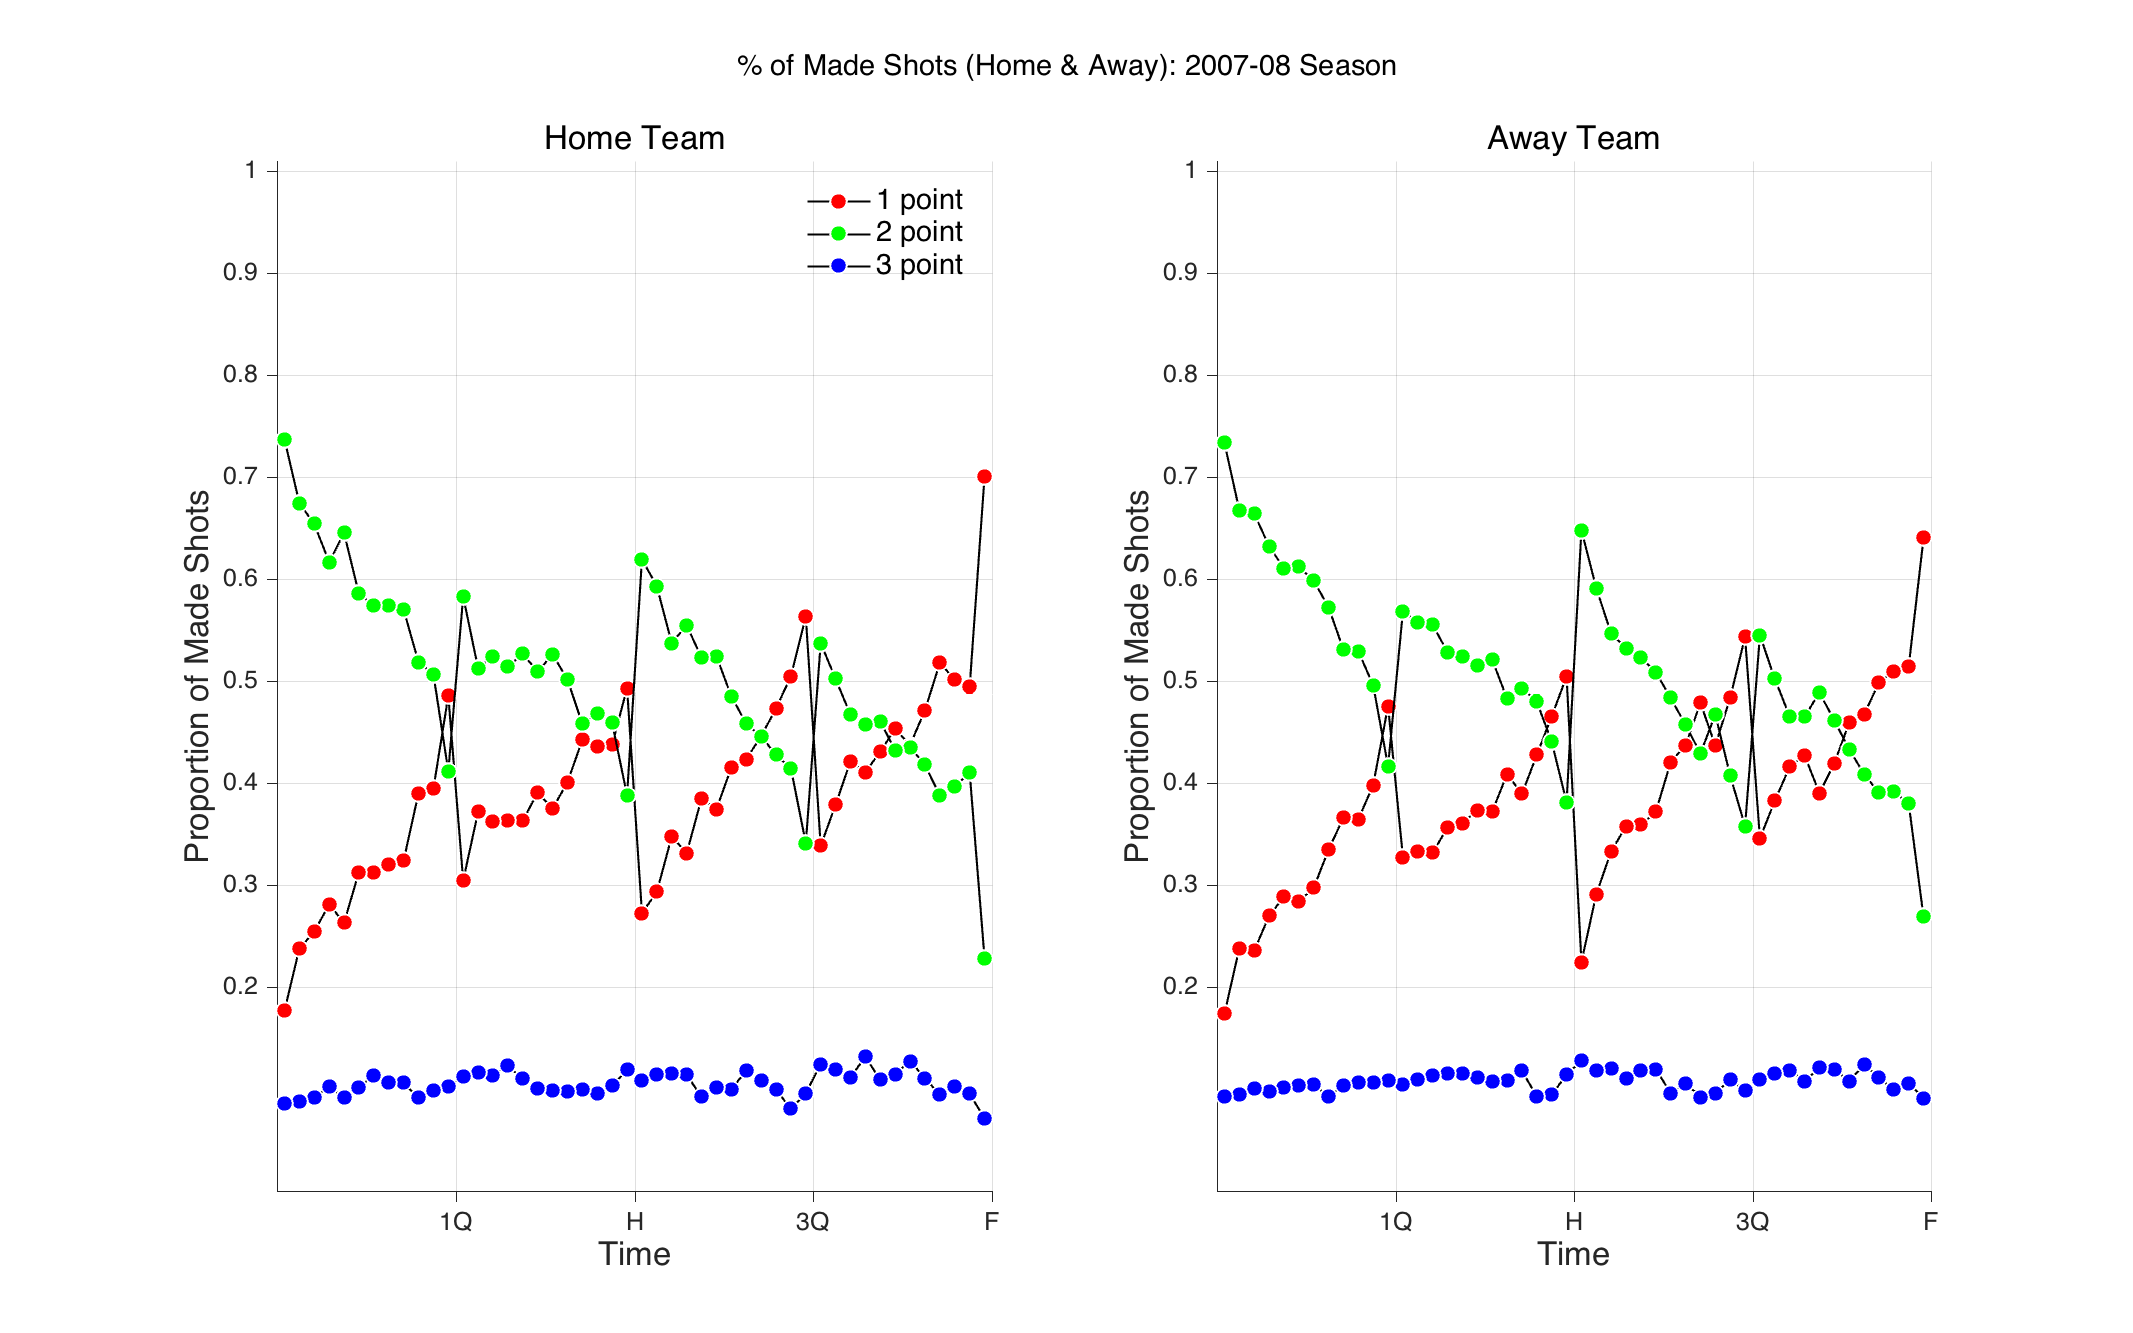 % of Made Shots (Home & Away): 2007-08 Season
Home Team
1
0.9
0.8
0.7
0.6
0.5
0.4
0.3
0.2
Proportion of Made Shots
1 point
2 point
3 point
1Q
H
3Q
F
Time
Away Team
1
0.9
0.8
0.7
0.6
0.5
0.4
0.3
0.2
Proportion of Made Shots
1Q
H
3Q
F
Time